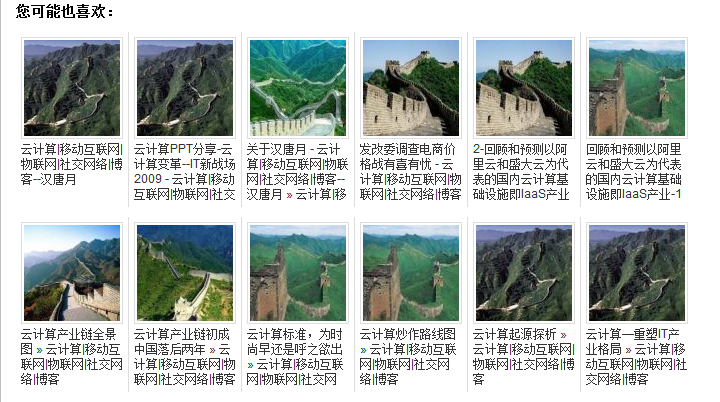 您可能也喜欢：
云计算|移动互联网|
物联网|社交网络|博
客--汉唐月
云计算PPT分享-云
计算变革--IT新战场
2009 - 云计算|移动
互联网|物联网|社交
关于汉唐月 - 云计
算|移动互联网|物联
网|社交网络|博客--
汉唐月 » 云计算|移
发改委调查电商价
格战有喜有忧 - 云
计算|移动互联网|物
联网|社交网络|博客
2-回顾和预测以阿
里云和盛大云为代
表的国内云计算基
础设施即IaaS产业
回顾和预测以阿里
云和盛大云为代表
的国内云计算基础
设施即IaaS产业-1
云计算产业链全景
图 » 云计算|移动互
联网|物联网|社交网
络|博客
云计算产业链初成
中国落后两年 » 云
计算|移动互联网|物
联网|社交网络|博客
云计算标准，为时
尚早还是呼之欲出
» 云计算|移动互联
网|物联网|社交网
云计算炒作路线图
» 云计算|移动互联
网|物联网|社交网
络|博客
云计算起源探析 »
云计算|移动互联
网|物联网|社交网
络|博客
云计算—重塑IT产
业格局 » 云计算|移
动互联网|物联网|社
交网络|博客